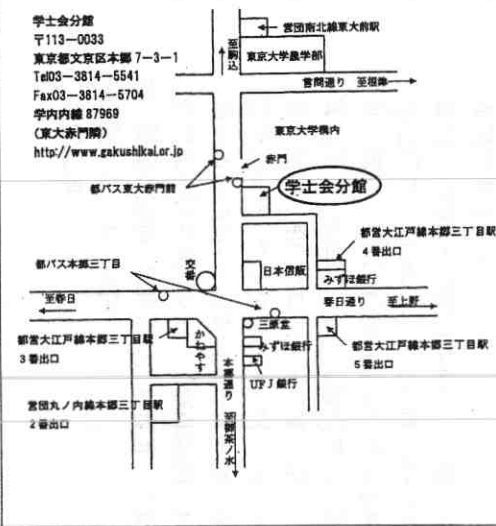 学士会分館
〒113-0033
東京都文京区本郷7-3-1
Tel03-3814-5541
Fax03-3814-5704
学内内線 87969
(東大赤門隣)
http://www.gakushikai.or.jp
営団南北線東大前駅
至駒込
東京大学農学部
言問通り 至根津
東京大学構内
赤門
都バス東大赤門前
学士会分館
都営大江戸線本郷三丁目駅
4番出口
都バス本郷三丁目
交番
日本信販
みずほ銀行
至春日
春日通り 至上野
三原堂
都営大江戸線本郷三丁目駅
3番出口
かねやす
みずほ銀行
都営大江戸線本郷三丁目駅
5番出口
本郷通り 至御茶ノ水
UFJ銀行
営団丸ノ内線本郷三丁目駅
2番出口